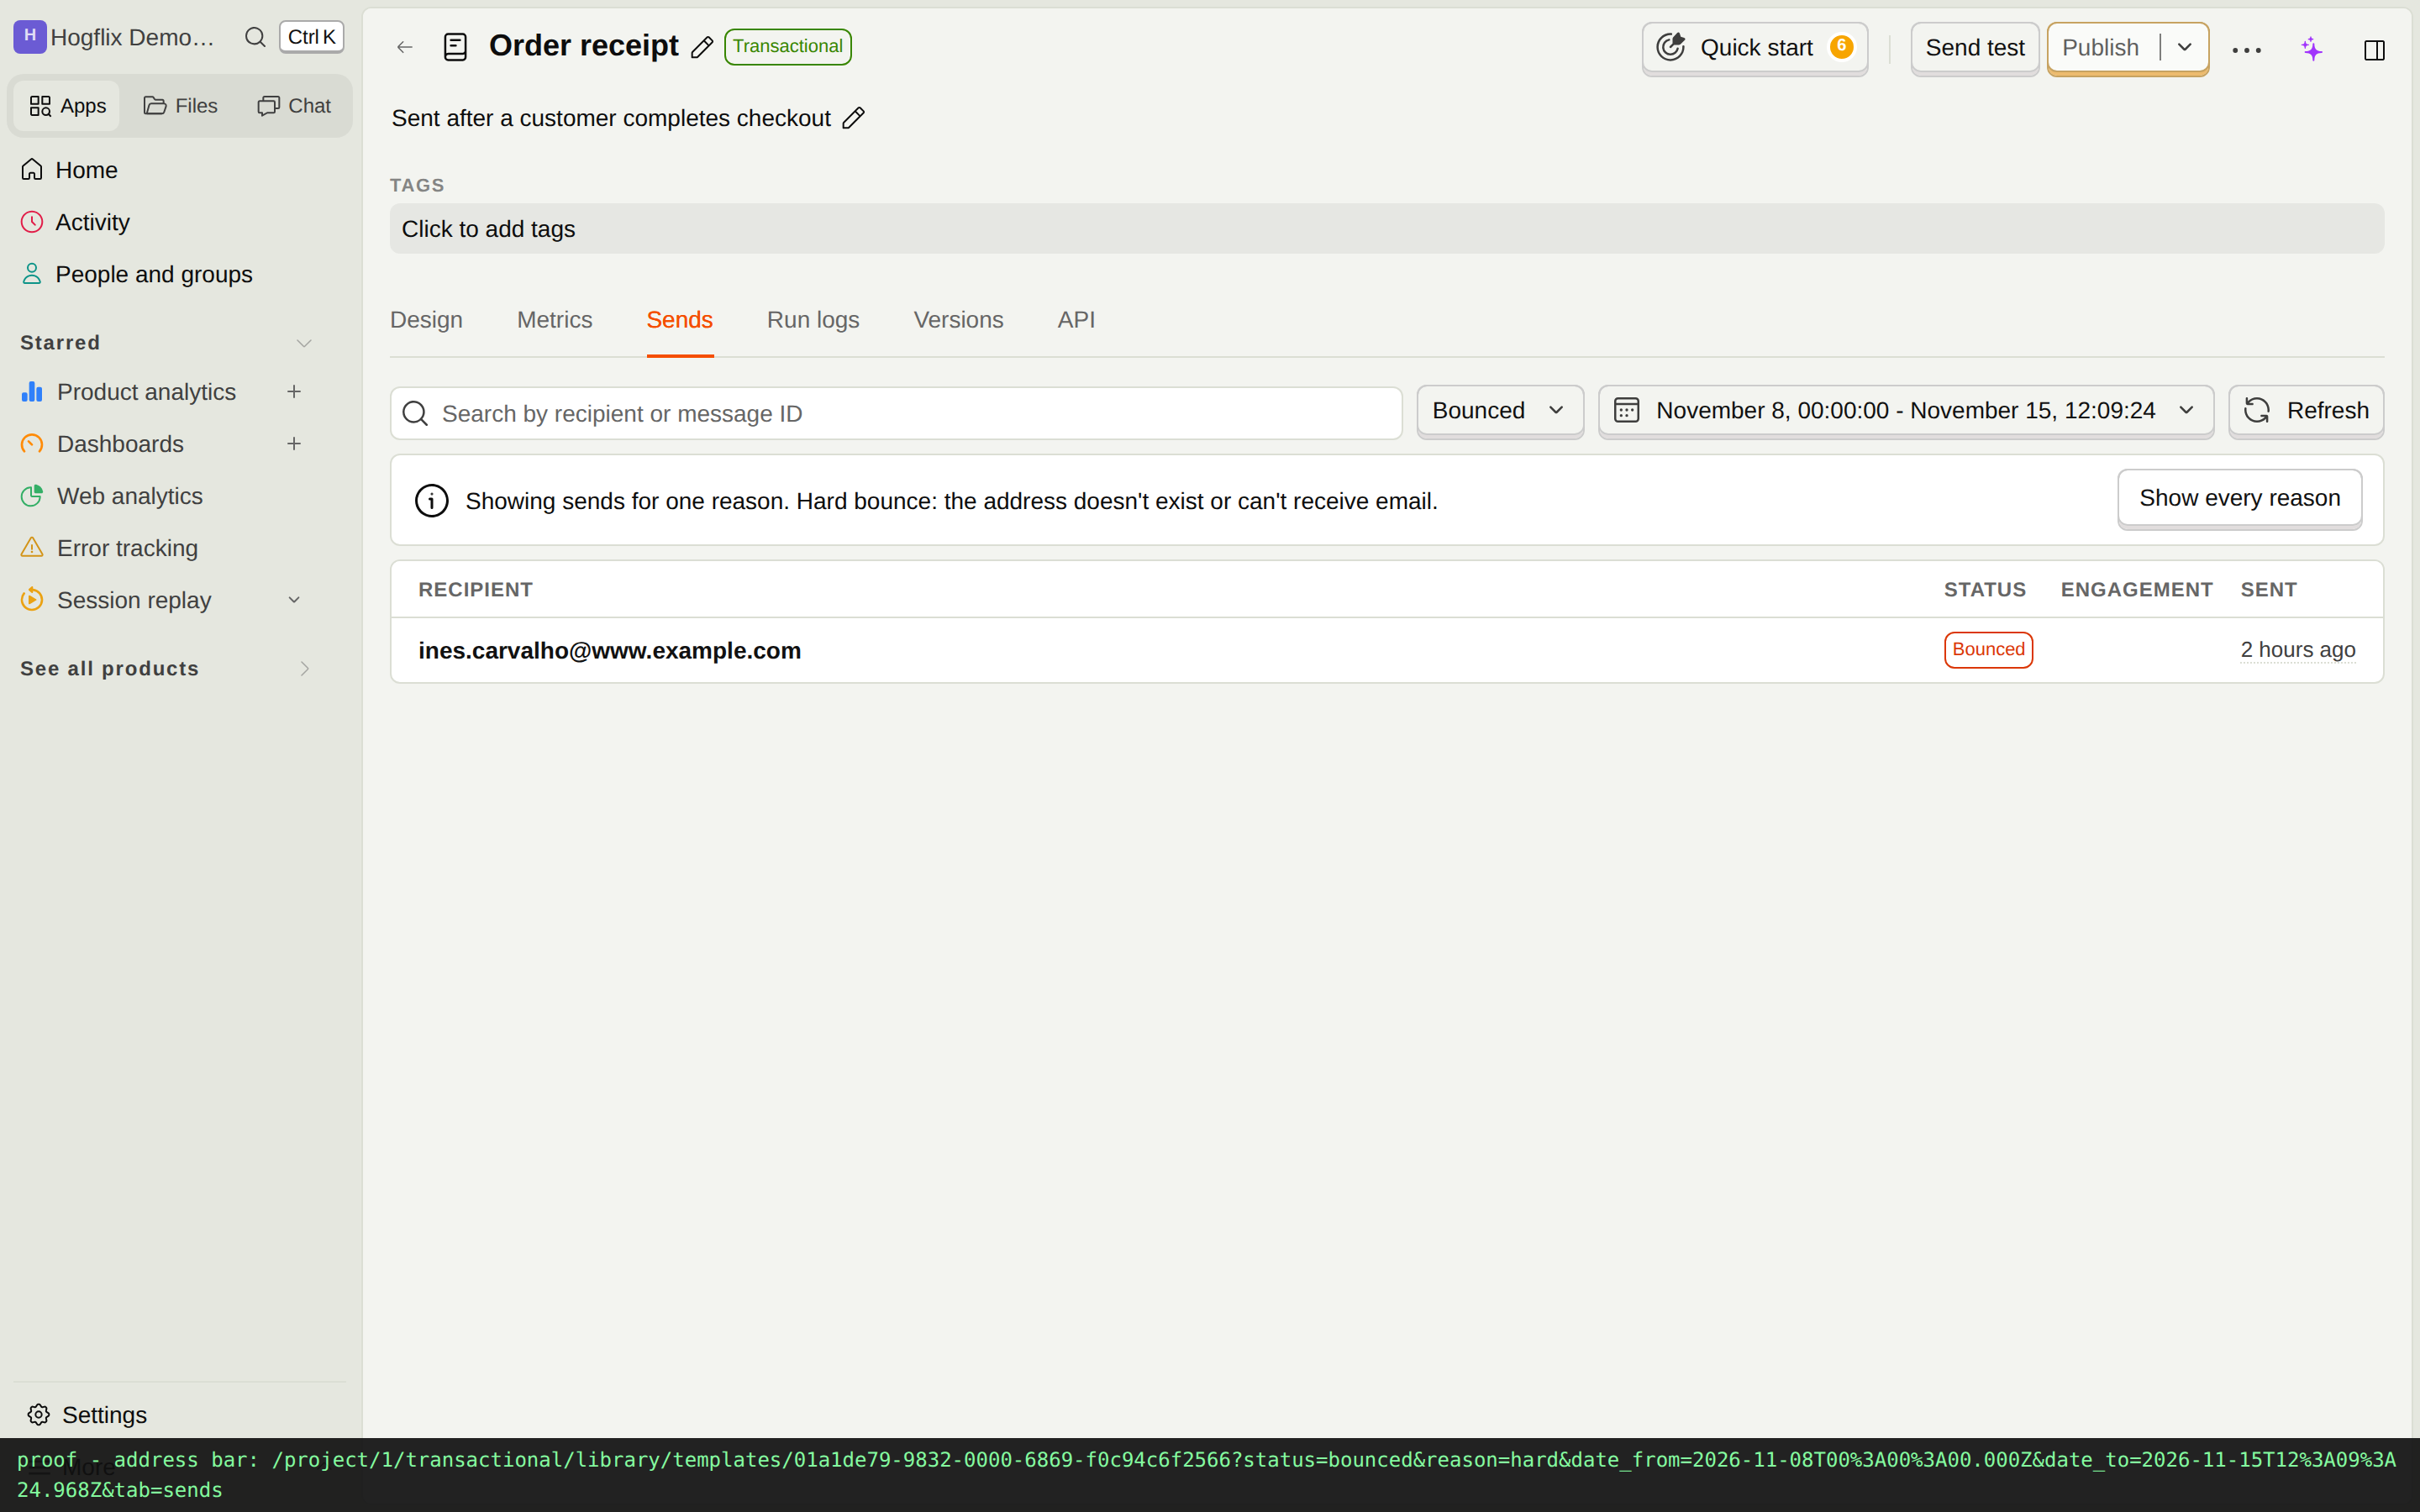 H Hogflix Demo… Ctrl K
Apps Files Chat
Home
Activity
People and groups
Starred
Product analytics
Dashboards
Web analytics
Error tracking
Session replay
See all products
Settings
More
Order receipt Transactional
Quick start 6 Send test Publish
Sent after a customer completes checkout
TAGS
Click to add tags
Design Metrics Sends Run logs Versions API
Search by recipient or message ID Bounced November 8, 00:00:00 - November 15, 12:09:24 Refresh
Showing sends for one reason. Hard bounce: the address doesn't exist or can't receive email. Show every reason
RECIPIENT STATUS ENGAGEMENT SENT
ines.carvalho@www.example.com Bounced 2 hours ago
proof - address bar: /project/1/transactional/library/templates/01a1de79-9832-0000-6869-f0c94c6f2566?status=bounced&reason=hard&date_from=2026-11-08T00%3A00%3A00.000Z&date_to=2026-11-15T12%3A09%3A
24.968Z&tab=sends